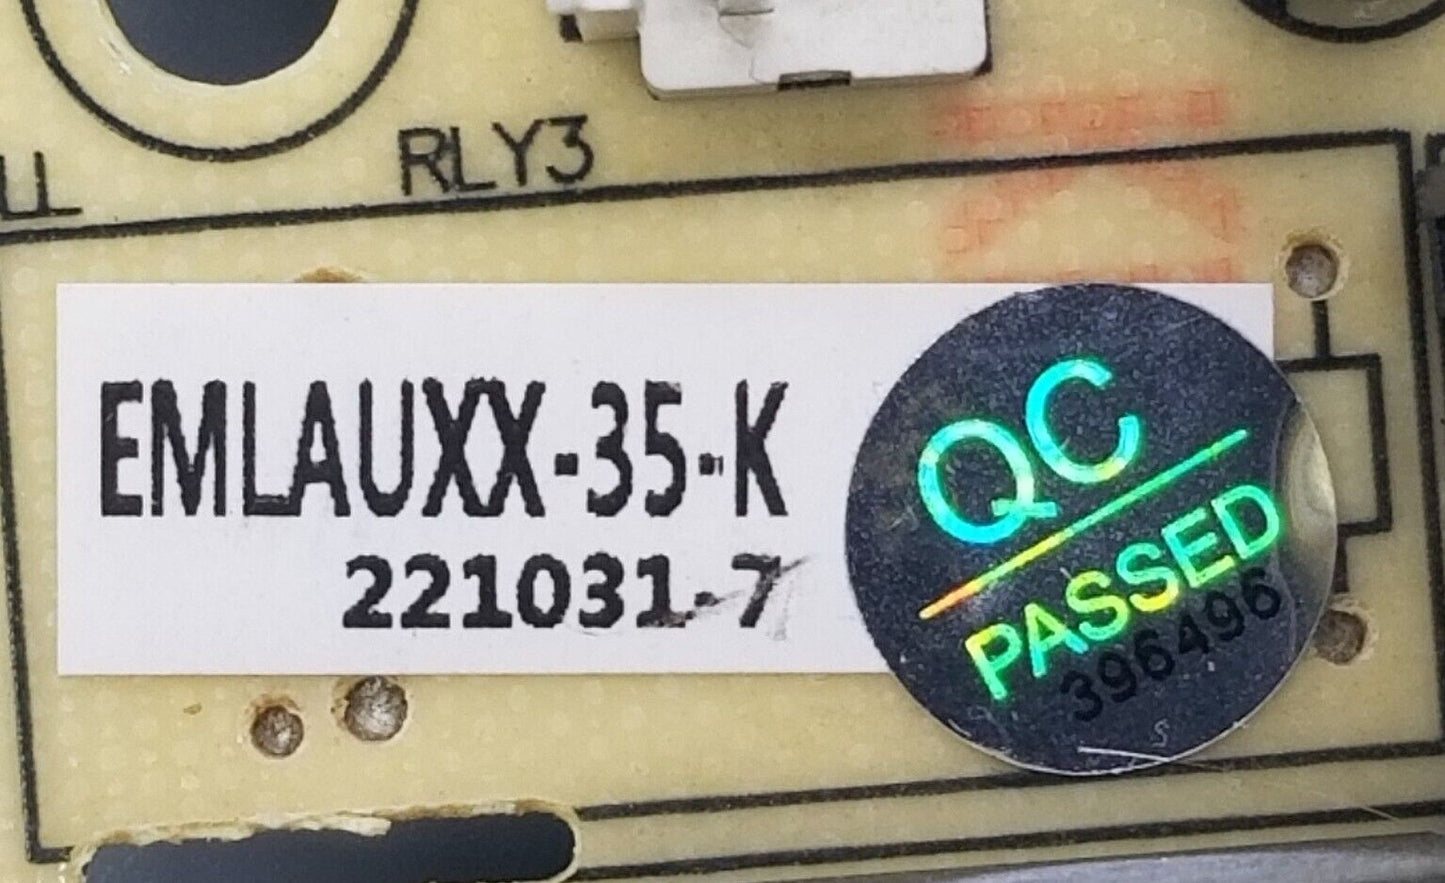 RLY3
EMLAUXX-35-K
221031-7
QC
PASSED
396496